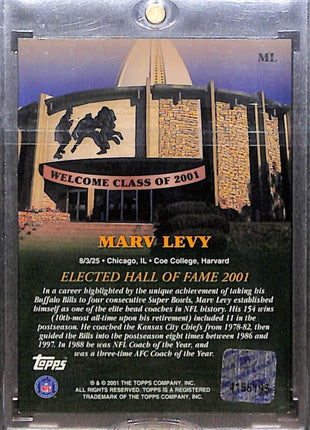 ML
WELCOME CLASS OF 2001
MARV LEVY
8/3/25 • Chicago, IL • Coe College, Harvard
ELECTED HALL OF FAME 2001
In a career highlighted by the unique achievement of taking his
Buffalo Bills to four consecutive Super Bowls, Marv Levy established
himself as one of the elite head coaches in NFL history. His 154 wins
(10th-most all-time upon his retirement) included 11 in the
postseason. He coached the Kansas City Chiefs from 1978-82, then
guided the Bills into the postseason eight times between 1986 and
1997. In 1988 he was NFL Coach of the Year, and
was a three-time AFC Coach of the Year.
Topps
NFL
® & © 2001 THE TOPPS COMPANY, INC.
ALL RIGHTS RESERVED. TOPPS IS A REGISTERED
TRADEMARK OF THE TOPPS COMPANY, INC.